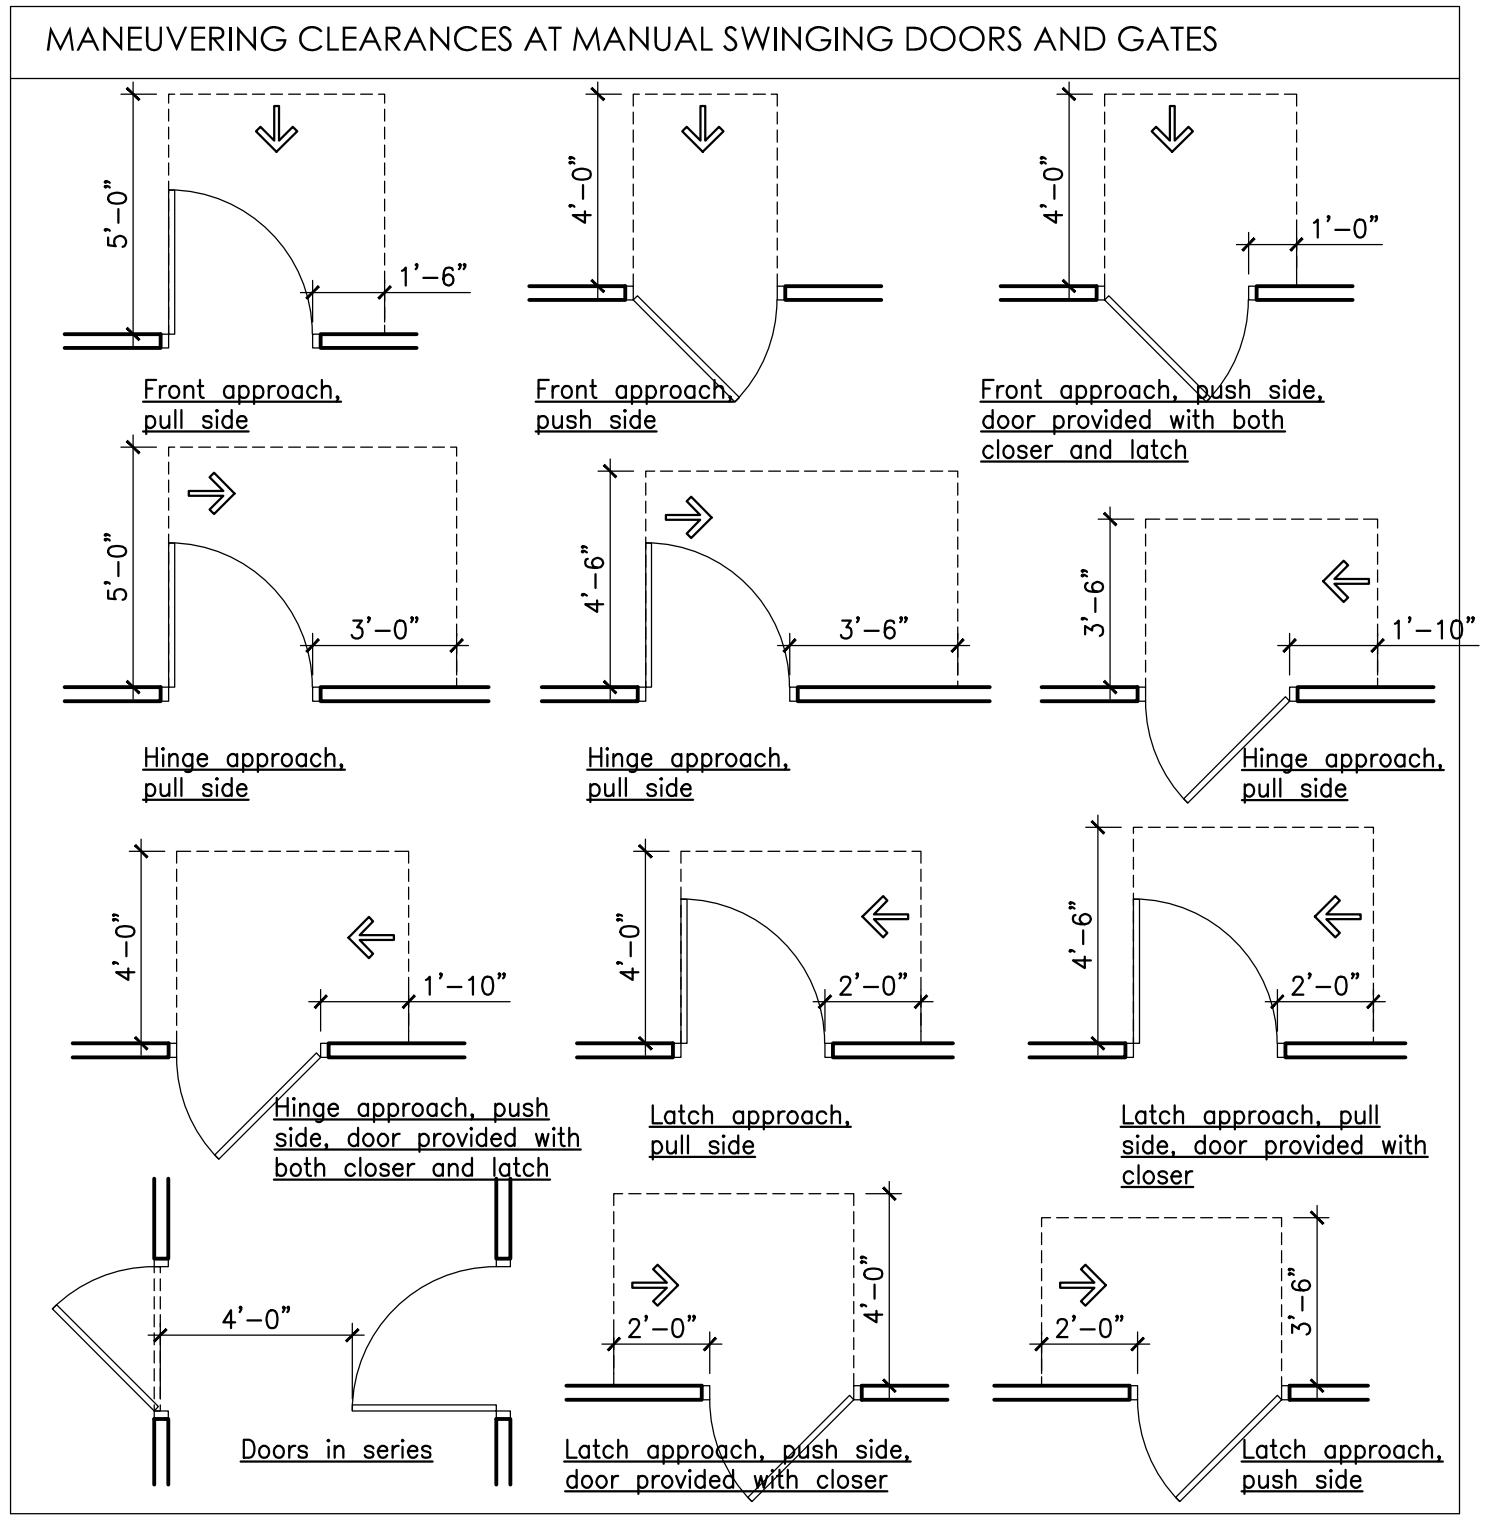 MANEUVERING CLEARANCES AT MANUAL SWINGING DOORS AND GATES
5'-0"
1'-6"
Front approach,
pull side
4'-0"
Front approach,
push side
4'-0"
1'-0"
Front approach, push side,
door provided with both
closer and latch
5'-0"
3'-0"
Hinge approach,
pull side
4'-6"
3'-6"
Hinge approach,
pull side
3'-6"
1'-10"
Hinge approach,
pull side
4'-0"
1'-10"
Hinge approach, push
side, door provided with
both closer and latch
4'-0"
2'-0"
Latch approach,
pull side
4'-6"
2'-0"
Latch approach, pull
side, door provided with
closer
4'-0"
Doors in series
2'-0"
4'-0"
Latch approach, push side,
door provided with closer
2'-0"
3'-6"
Latch approach,
push side